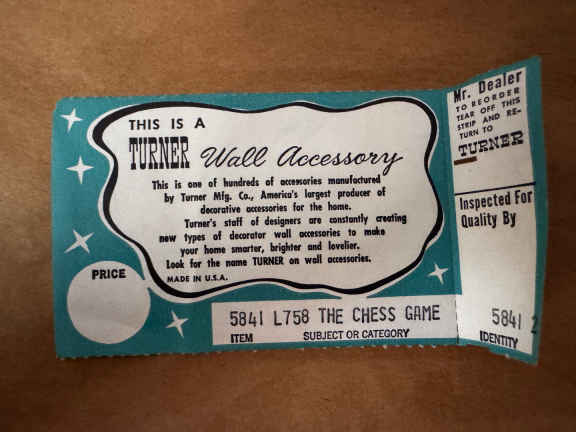 THIS IS A
TURNER Wall Accessory
This is one of hundreds of accessories manufactured
by Turner Mfg. Co., America's largest producer of
decorative accessories for the home.
Turner's staff of designers are constantly creating
new types of decorator wall accessories to make
your home smarter, brighter and lovelier.
Look for the name TURNER on wall accessories.
MADE IN U.S.A.
PRICE
5841 L758 THE CHESS GAME
ITEM SUBJECT OR CATEGORY
Mr. Dealer
TO REORDER
TEAR OFF THIS
STRIP AND RE-
TURN TO
TURNER
Inspected For
Quality By
5841 2
IDENTITY